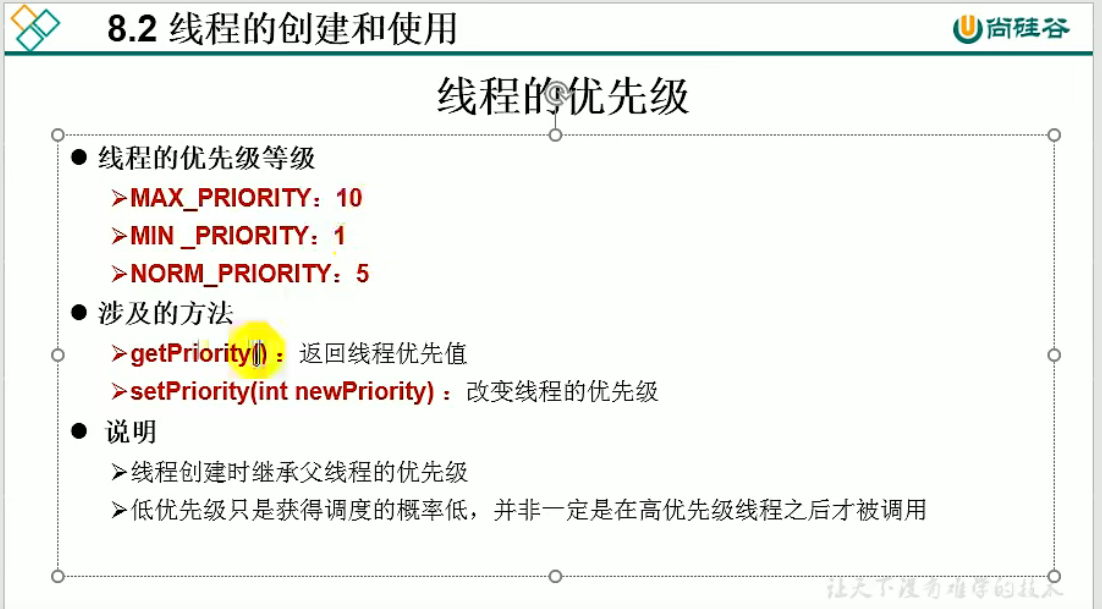 8.2 线程的创建和使用
尚硅谷
线程的优先级
● 线程的优先级等级
➢MAX_PRIORITY：10
➢MIN _PRIORITY：1
➢NORM_PRIORITY：5
● 涉及的方法
➢getPriority() ：返回线程优先值
➢setPriority(int newPriority) ：改变线程的优先级
● 说明
➢线程创建时继承父线程的优先级
➢低优先级只是获得调度的概率低，并非一定是在高优先级线程之后才被调用
让天下没有难学的技术